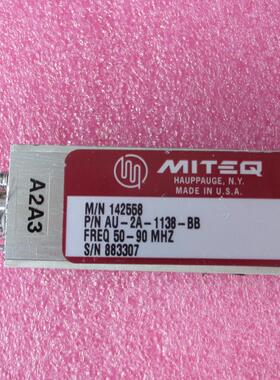 MITEQ
HAUPPAUGE, N.Y.
MADE IN U.S.A.
A2A3
M/N 142558
P/N AU-2A-1138-BB
FREQ 50-90 MHZ
S/N 883307